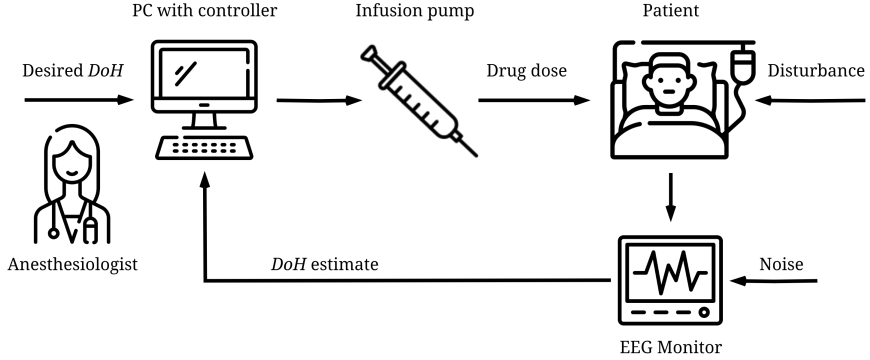 PC with controller
Infusion pump
Patient
Desired DoH
Drug dose
Disturbance
Anesthesiologist
DoH estimate
Noise
EEG Monitor